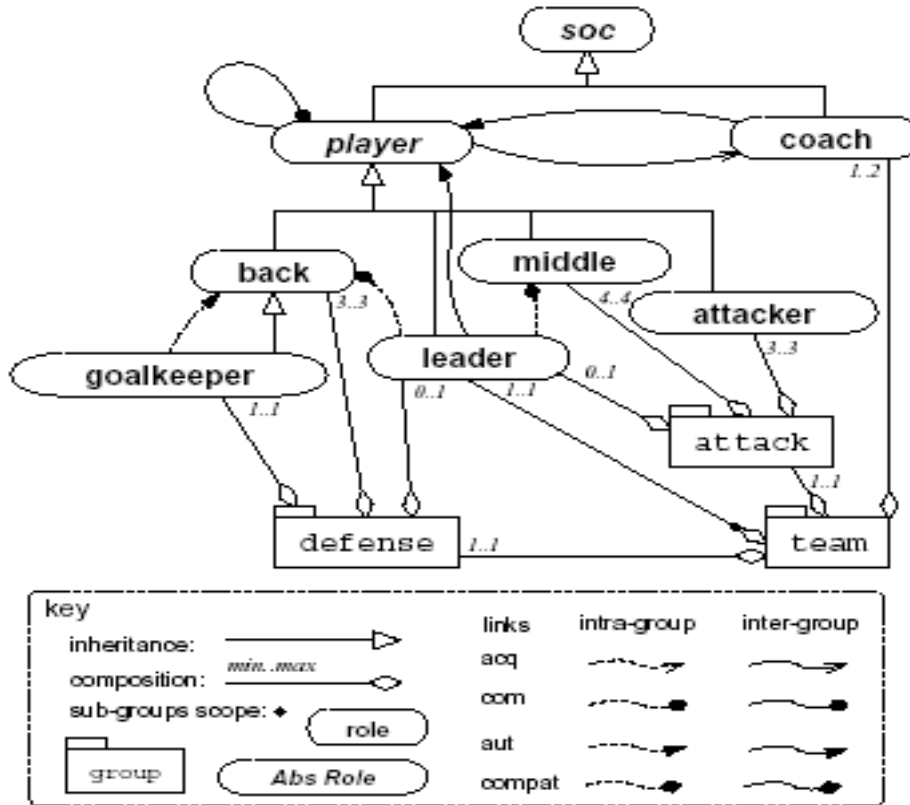 soc
player
coach
1..2
back
middle
3..3
4..4
attacker
goalkeeper
leader
3..3
1..1
0..1
1..1
0..1
attack
1..1
defense
1..1
team
key
inheritance:
min..max
composition:
sub-groups scope:
role
group
Abs Role
links intra-group inter-group
acq
com
aut
compat